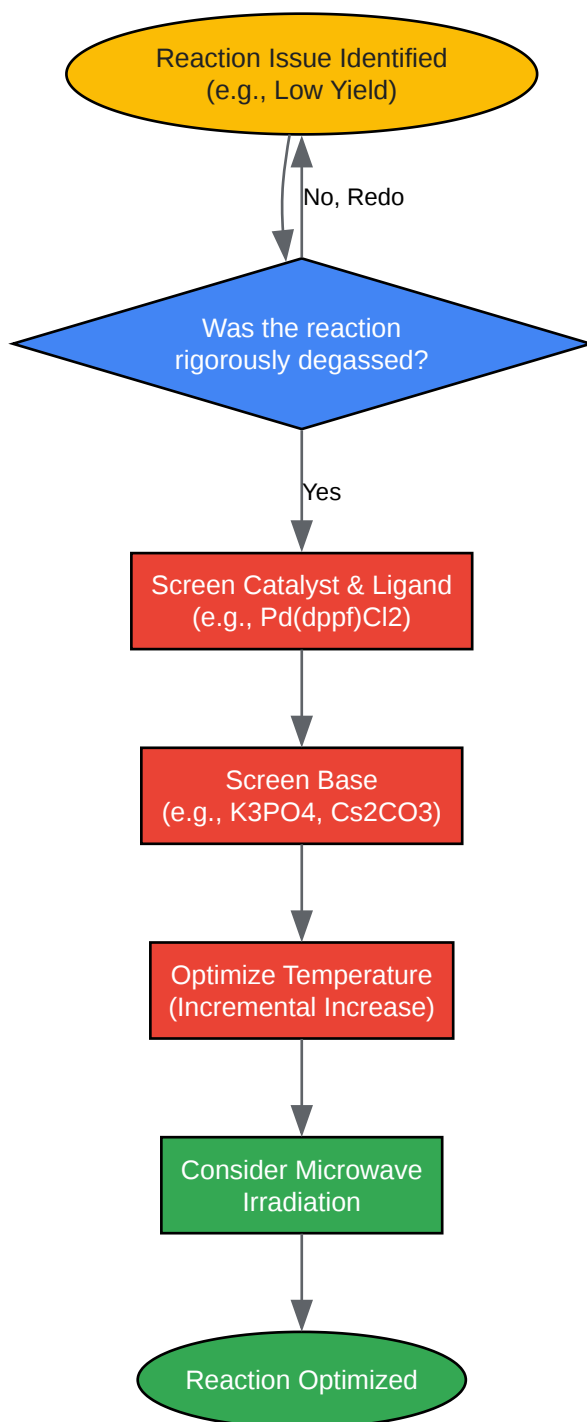 Reaction Issue Identified
(e.g., Low Yield)
No, Redo
Was the reaction
rigorously degassed?
Yes
Screen Catalyst & Ligand
(e.g., Pd(dppf)Cl2)
Screen Base
(e.g., K3PO4, Cs2CO3)
Optimize Temperature
(Incremental Increase)
Consider Microwave
Irradiation
Reaction Optimized